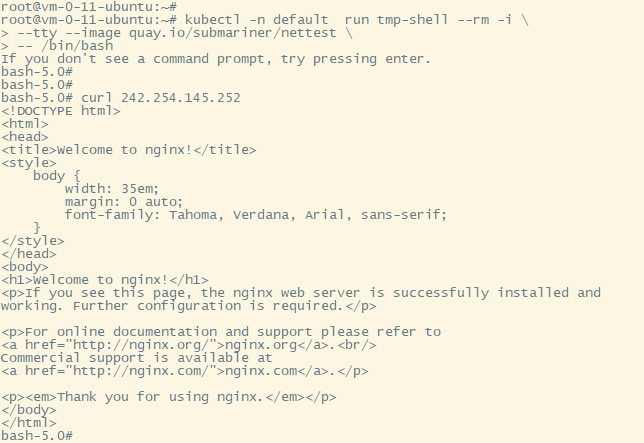 root@vm-0-11-ubuntu:~#
root@vm-0-11-ubuntu:~# kubectl -n default  run tmp-shell --rm -i \
> --tty --image quay.io/submariner/nettest \
> -- /bin/bash
If you don't see a command prompt, try pressing enter.
bash-5.0#
bash-5.0#
bash-5.0# curl 242.254.145.252
<!DOCTYPE html>
<html>
<head>
<title>Welcome to nginx!</title>
<style>
    body {
        width: 35em;
        margin: 0 auto;
        font-family: Tahoma, Verdana, Arial, sans-serif;
    }
</style>
</head>
<body>
<h1>Welcome to nginx!</h1>
<p>If you see this page, the nginx web server is successfully installed and
working. Further configuration is required.</p>

<p>For online documentation and support please refer to
<a href="http://nginx.org/">nginx.org</a>.<br/>
Commercial support is available at
<a href="http://nginx.com/">nginx.com</a>.</p>

<p><em>Thank you for using nginx.</em></p>
</body>
</html>
bash-5.0#